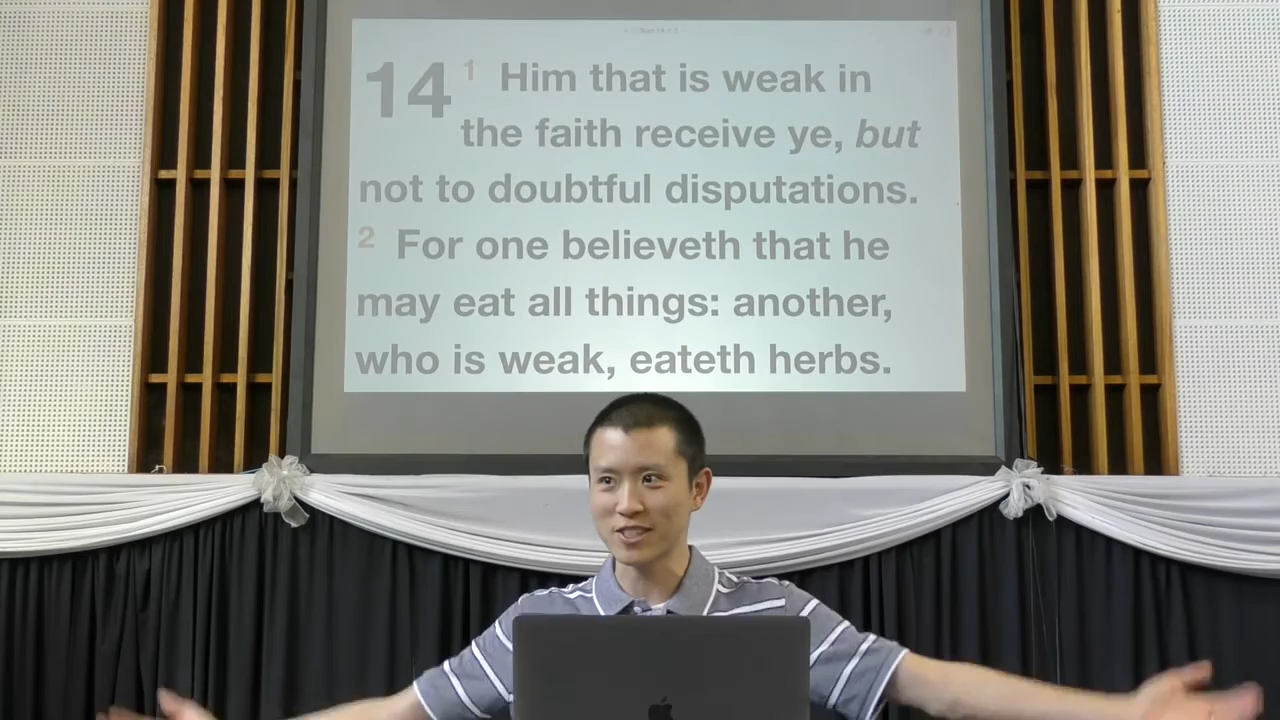 14 1 Him that is weak in
the faith receive ye, but
not to doubtful disputations.
2 For one believeth that he
may eat all things: another,
who is weak, eateth herbs.